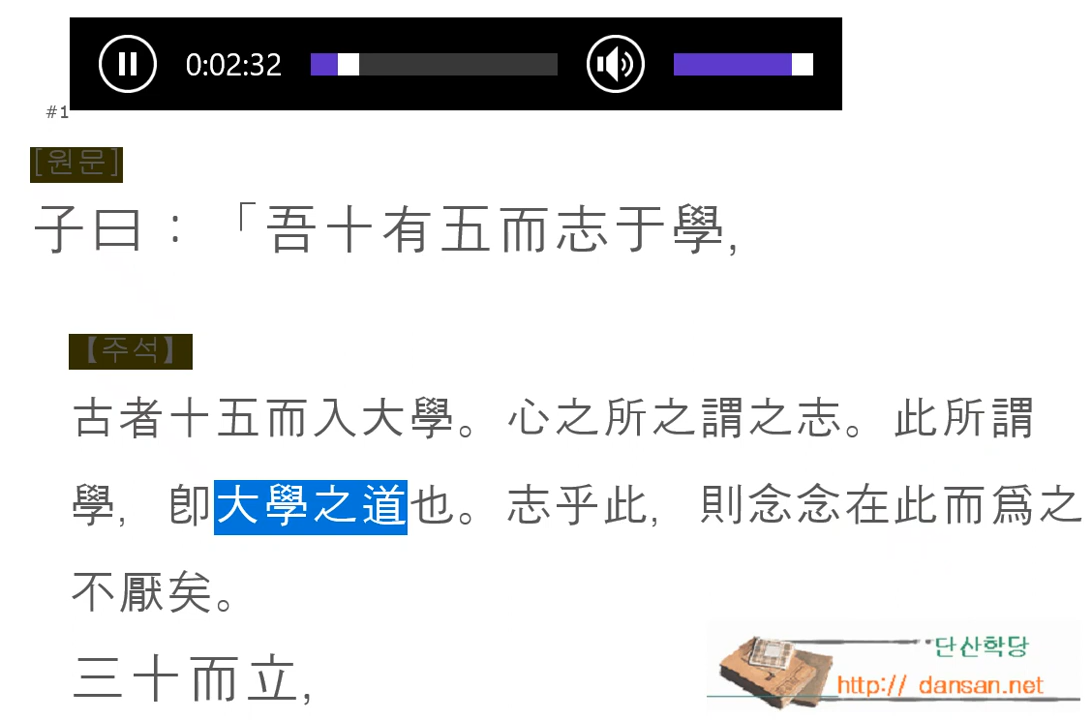 0:02:32
#1
[원문]
子曰：「吾十有五而志于學,
【주석】
古者十五而入大學。心之所之謂之志。此所謂
學, 卽大學之道也。志乎此, 則念念在此而爲之
不厭矣。
三十而立,
단산학당
http:// dansan.net